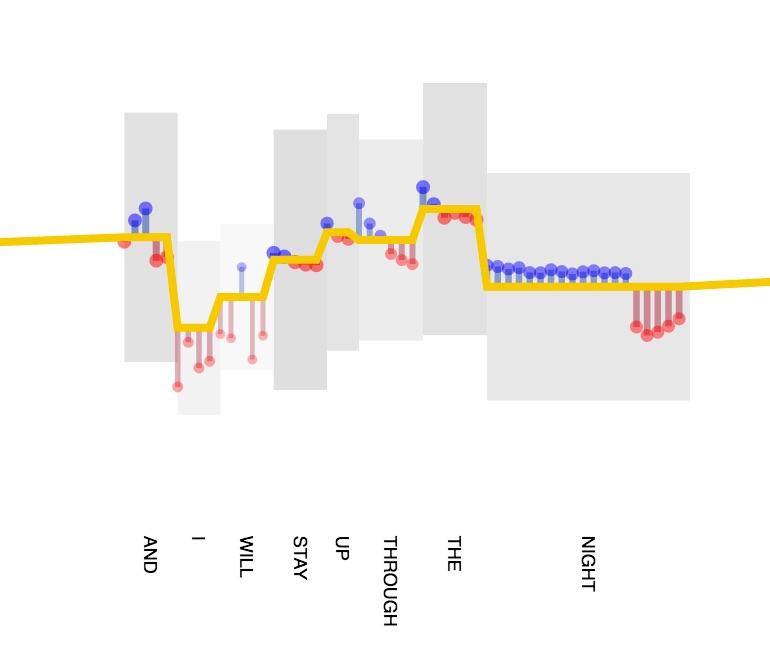 AND
I
WILL
STAY
UP
THROUGH
THE
NIGHT